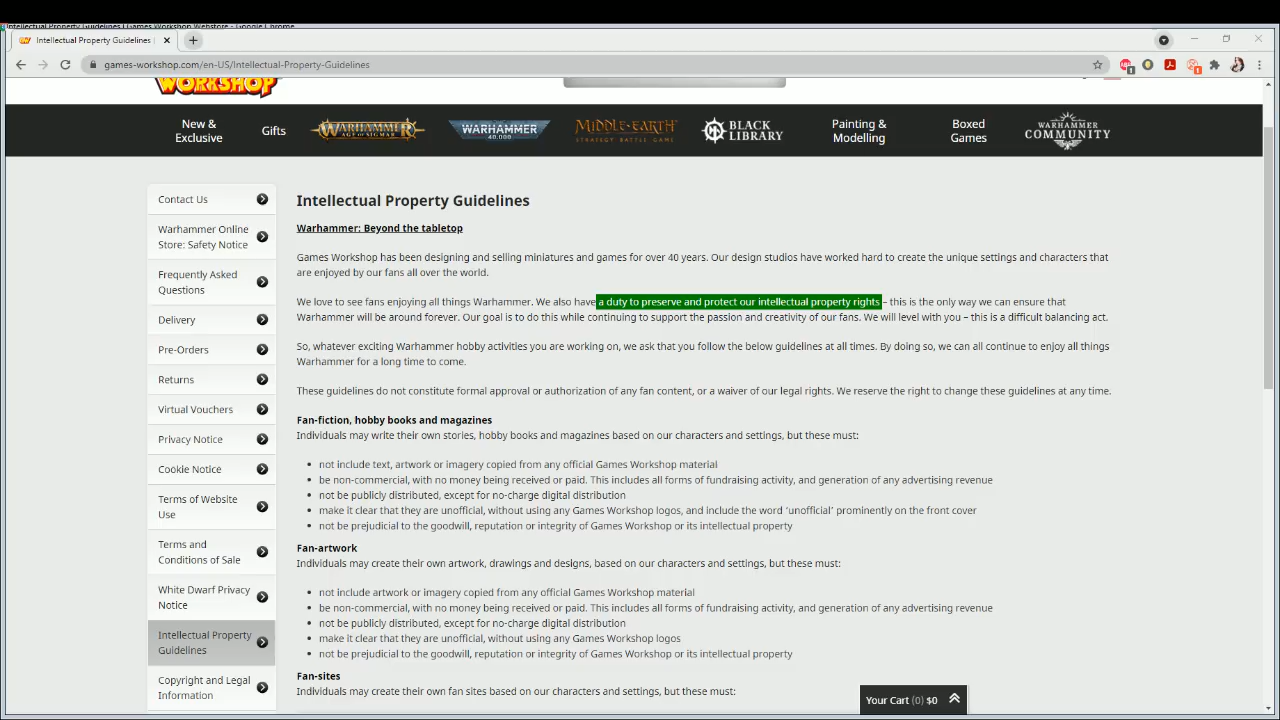 Intellectual Property Guidelines | Games Workshop Webstore - Google Chrome
Intellectual Property Guidelines |
games-workshop.com/en-US/Intellectual-Property-Guidelines
WORKSHOP
New &
Exclusive
Gifts
WARHAMMER
AGE OF SIGMAR
WARHAMMER
40,000
MIDDLE-EARTH
STRATEGY BATTLE GAME
BLACK
LIBRARY
Painting &
Modelling
Boxed
Games
WARHAMMER
COMMUNITY
Contact Us
Warhammer Online
Store: Safety Notice
Frequently Asked
Questions
Delivery
Pre-Orders
Returns
Virtual Vouchers
Privacy Notice
Cookie Notice
Terms of Website
Use
Terms and
Conditions of Sale
White Dwarf Privacy
Notice
Intellectual Property
Guidelines
Copyright and Legal
Information
Intellectual Property Guidelines
Warhammer: Beyond the tabletop
Games Workshop has been designing and selling miniatures and games for over 40 years. Our design studios have worked hard to create the unique settings and characters that
are enjoyed by our fans all over the world.
We love to see fans enjoying all things Warhammer. We also have a duty to preserve and protect our intellectual property rights – this is the only way we can ensure that
Warhammer will be around forever. Our goal is to do this while continuing to support the passion and creativity of our fans. We will level with you – this is a difficult balancing act.
So, whatever exciting Warhammer hobby activities you are working on, we ask that you follow the below guidelines at all times. By doing so, we can all continue to enjoy all things
Warhammer for a long time to come.
These guidelines do not constitute formal approval or authorization of any fan content, or a waiver of our legal rights. We reserve the right to change these guidelines at any time.
Fan-fiction, hobby books and magazines
Individuals may write their own stories, hobby books and magazines based on our characters and settings, but these must:
• not include text, artwork or imagery copied from any official Games Workshop material
• be non-commercial, with no money being received or paid. This includes all forms of fundraising activity, and generation of any advertising revenue
• not be publicly distributed, except for no-charge digital distribution
• make it clear that they are unofficial, without using any Games Workshop logos, and include the word ‘unofficial’ prominently on the front cover
• not be prejudicial to the goodwill, reputation or integrity of Games Workshop or its intellectual property
Fan-artwork
Individuals may create their own artwork, drawings and designs, based on our characters and settings, but these must:
• not include artwork or imagery copied from any official Games Workshop material
• be non-commercial, with no money being received or paid. This includes all forms of fundraising activity, and generation of any advertising revenue
• not be publicly distributed, except for no-charge digital distribution
• make it clear that they are unofficial, without using any Games Workshop logos
• not be prejudicial to the goodwill, reputation or integrity of Games Workshop or its intellectual property
Fan-sites
Individuals may create their own fan sites based on our characters and settings, but these must:
Your Cart (0) $0